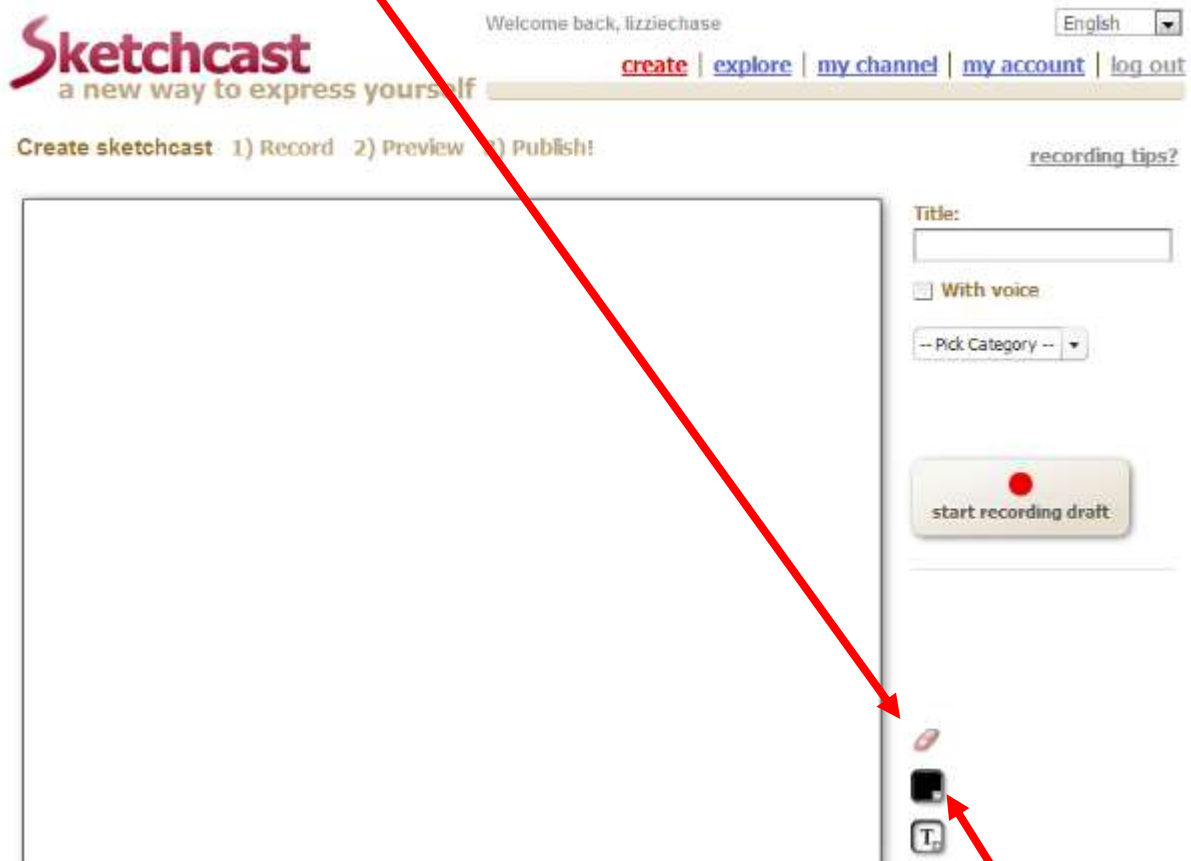 Sketchcast
a new way to express yourself
Welcome back, lizziechase
English
create | explore | my channel | my account | log out
Create sketchcast 1) Record 2) Preview 3) Publish!
recording tips?
Title:
With voice
-- Pick Category --
start recording draft
T